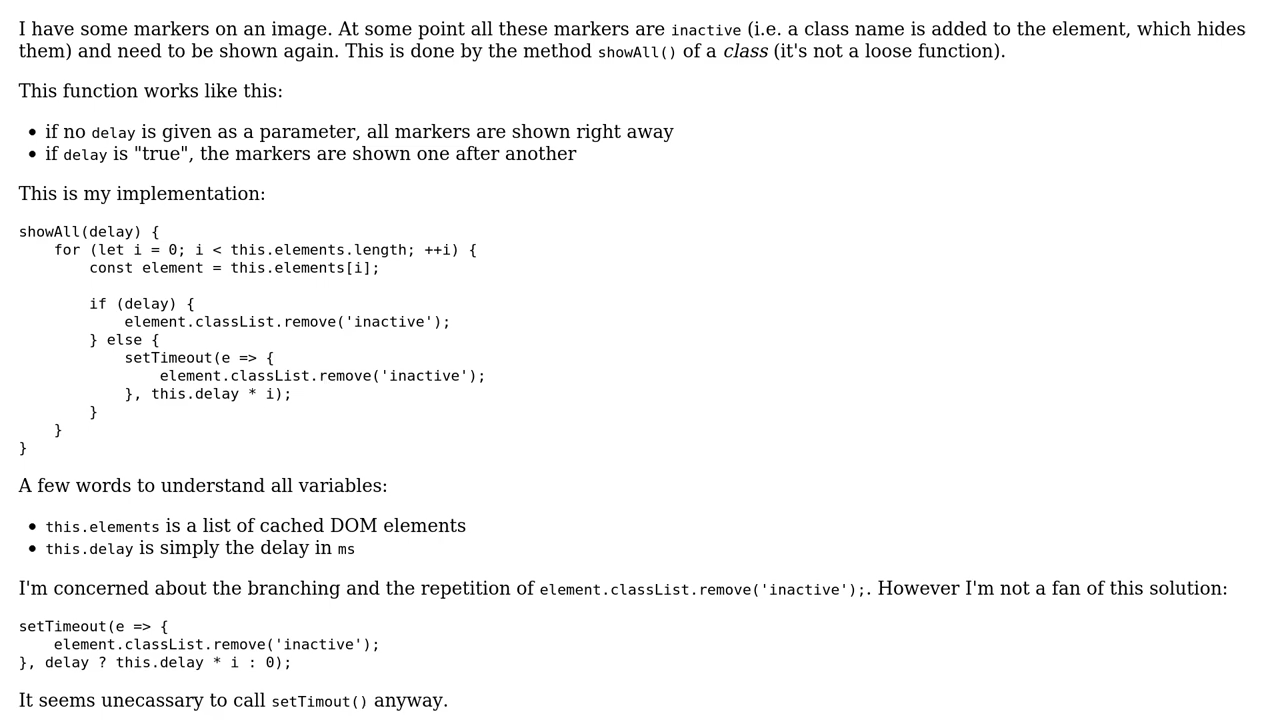 I have some markers on an image. At some point all these markers are inactive (i.e. a class name is added to the element, which hides
them) and need to be shown again. This is done by the method showAll() of a class (it's not a loose function).
This function works like this:
• if no delay is given as a parameter, all markers are shown right away
• if delay is "true", the markers are shown one after another
This is my implementation:
showAll(delay) {
    for (let i = 0; i < this.elements.length; ++i) {
        const element = this.elements[i];
        if (delay) {
            element.classList.remove('inactive');
        } else {
            setTimeout(e => {
                element.classList.remove('inactive');
            }, this.delay * i);
        }
    }
}
A few words to understand all variables:
• this.elements is a list of cached DOM elements
• this.delay is simply the delay in ms
I'm concerned about the branching and the repetition of element.classList.remove('inactive');. However I'm not a fan of this solution:
setTimeout(e => {
    element.classList.remove('inactive');
}, delay ? this.delay * i : 0);
It seems unecassary to call setTimout() anyway.